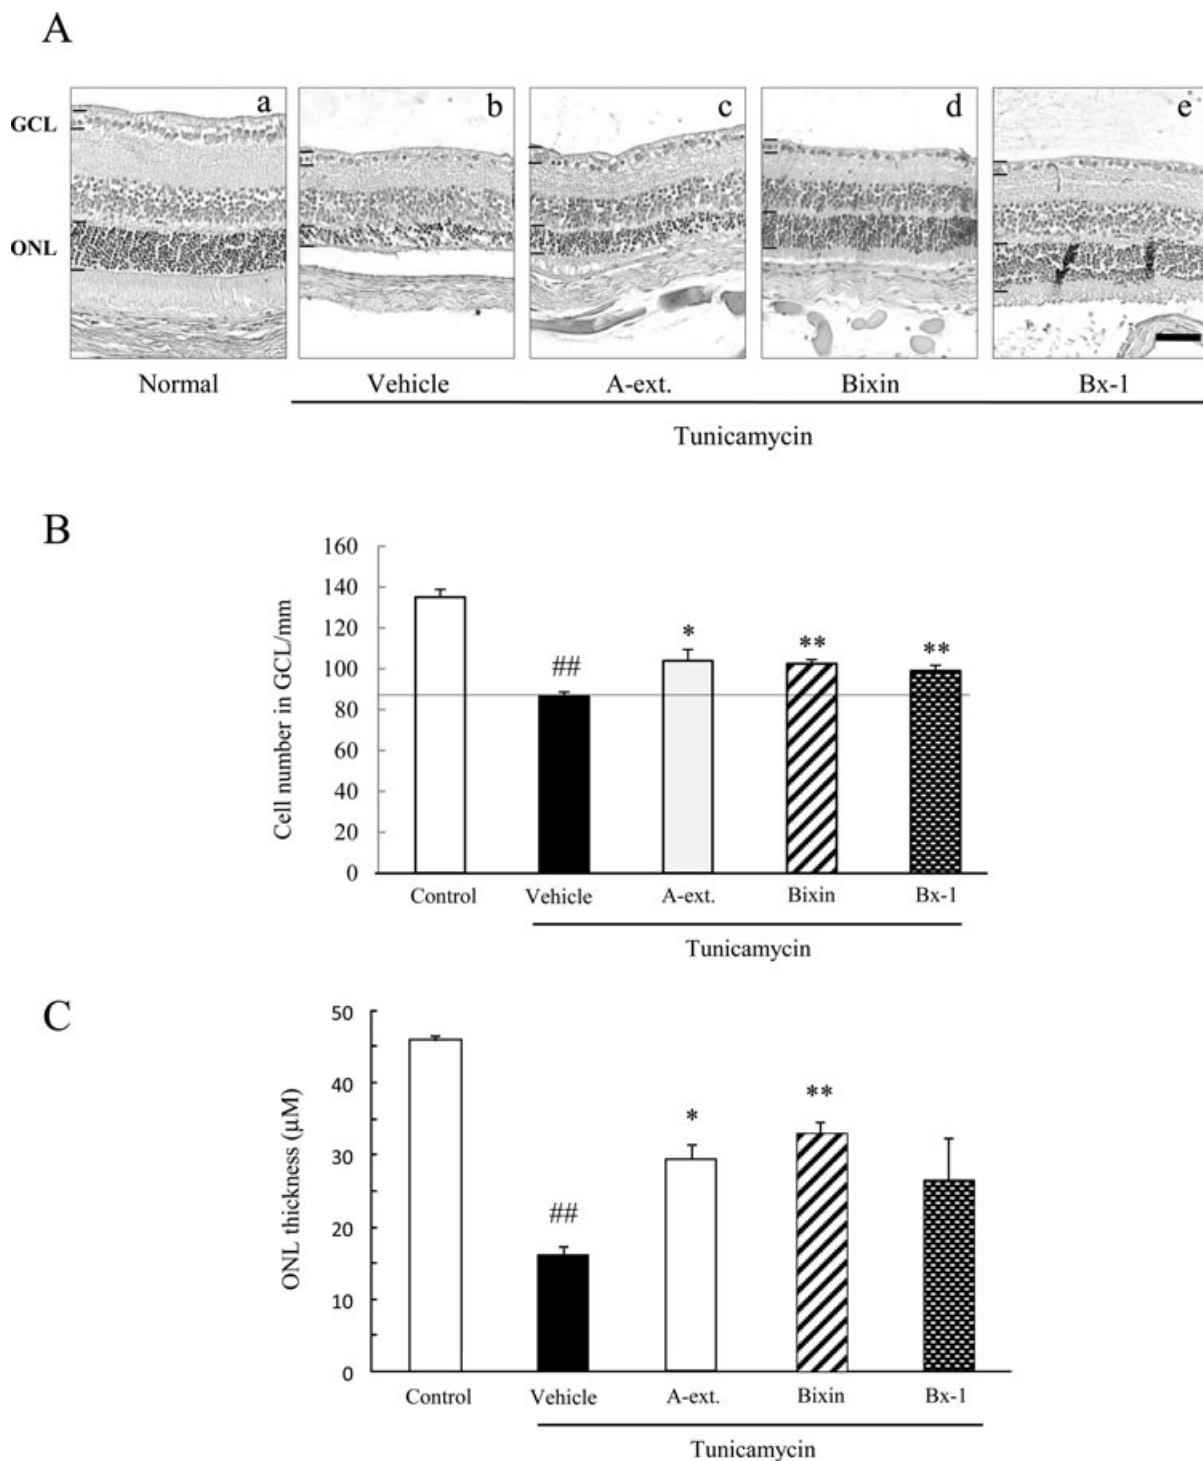 A
a b c d e
GCL
ONL
Normal Vehicle A-ext. Bixin Bx-1
Tunicamycin
B
Cell number in GCL/mm
160
140
120
100
80
60
40
20
0
## * ** **
Control Vehicle A-ext. Bixin Bx-1
Tunicamycin
C
ONL thickness (µM)
50
40
30
20
10
0
## * **
Control Vehicle A-ext. Bixin Bx-1
Tunicamycin